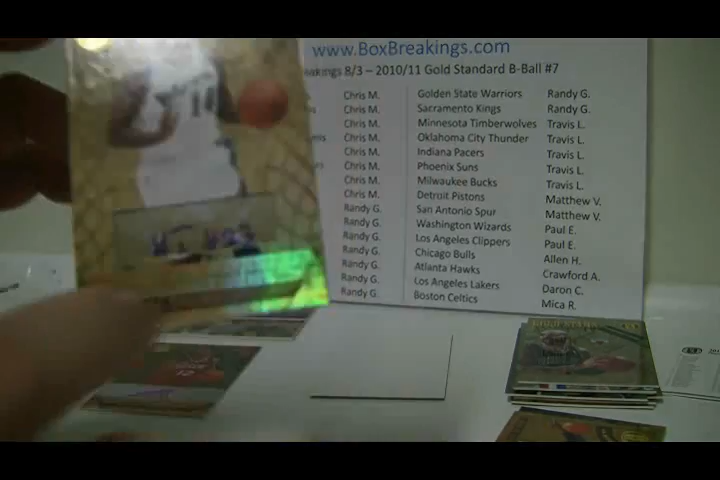 www.BoxBreakings.com
eakings 8/3 – 2010/11 Gold Standard B-Ball #7
Chris M. Golden State Warriors Randy G.
Chris M. Sacramento Kings Randy G.
Chris M. Minnesota Timberwolves Travis L.
Chris M. Oklahoma City Thunder Travis L.
Chris M. Indiana Pacers Travis L.
Chris M. Phoenix Suns Travis L.
Chris M. Milwaukee Bucks Travis L.
Chris M. Detroit Pistons Matthew V.
Randy G. San Antonio Spur Matthew V.
Randy G. Washington Wizards Paul E.
Randy G. Los Angeles Clippers Paul E.
Randy G. Chicago Bulls Allen H.
Randy G. Atlanta Hawks Crawford A.
Randy G. Los Angeles Lakers Daron C.
Randy G. Boston Celtics Mica R.